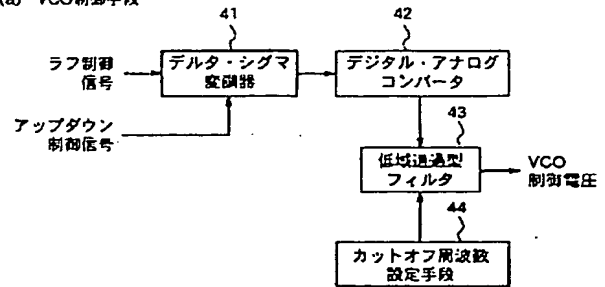 (a) VCO制御手段
41
42
ラフ制御
信号
デルタ・シグマ
変調器
デジタル・アナログ
コンバータ
アップダウン
制御信号
43
低域通過型
フィルタ
VCO
制御電圧
44
カットオフ周波数
設定手段